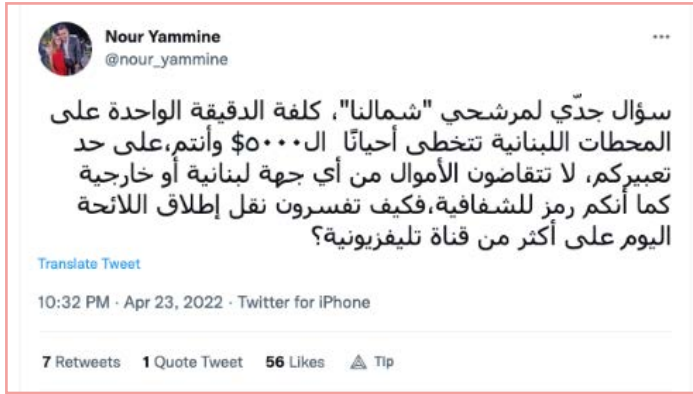 Nour Yammine
@nour_yammine
سؤال جدّي لمرشحي "شمالنا"، كلفة الدقيقة الواحدة على
المحطات اللبنانية تتخطى أحيانًا  ال٥٠٠٠$ وأنتم،على حد
تعبيركم، لا تتقاضون الأموال من أي جهة لبنانية أو خارجية
كما أنكم رمز للشفافية،فكيف تفسرون نقل إطلاق اللائحة
اليوم على أكثر من قناة تليفزيونية؟
Translate Tweet
10:32 PM · Apr 23, 2022 · Twitter for iPhone
7 Retweets 1 Quote Tweet 56 Likes Tip